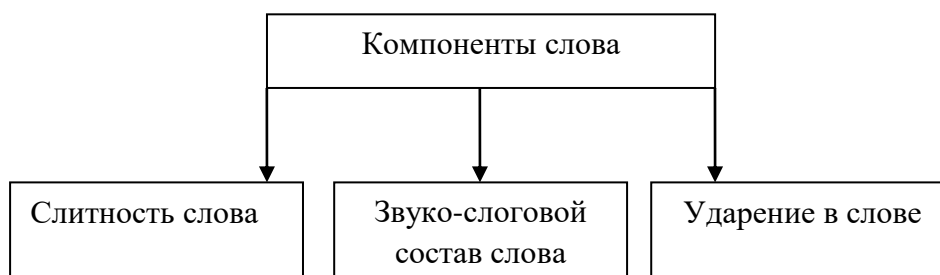 Компоненты слова
Слитность слова
Звуко-слоговой
состав слова
Ударение в слове